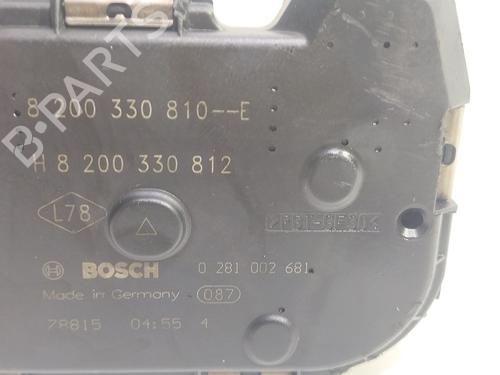 B-PARTS
8 200 330 810--E
H 8 200 330 812
L78
BOSCH 0 281 002 681
Made in Germany 087
78815 04:55 4